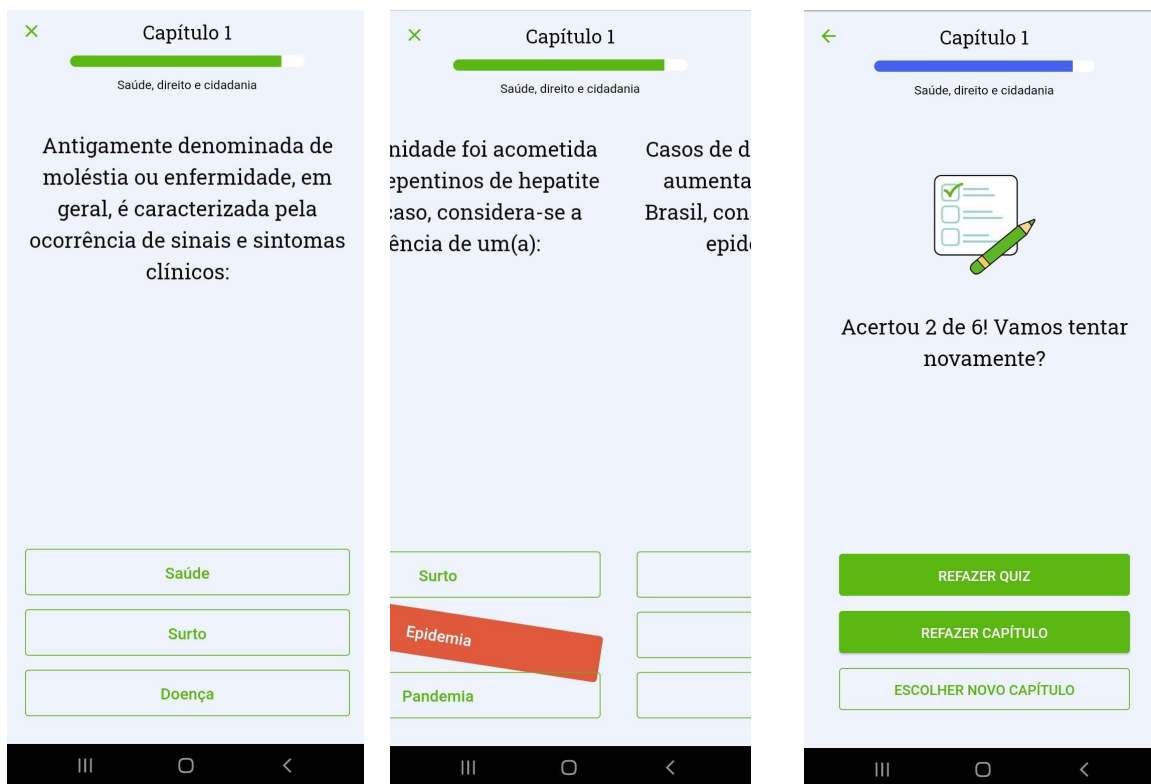 Capítulo 1
Saúde, direito e cidadania
Antigamente denominada de
moléstia ou enfermidade, em
geral, é caracterizada pela
ocorrência de sinais e sintomas
clínicos:
Saúde
Surto
Doença
Capítulo 1
Saúde, direito e cidadania
nidade foi acometida
epentinos de hepatite
caso, considera-se a
ência de um(a):
Casos de d
aumenta
Brasil, con
epid
Surto
Epidemia
Pandemia
Capítulo 1
Saúde, direito e cidadania
Acertou 2 de 6! Vamos tentar
novamente?
REFAZER QUIZ
REFAZER CAPÍTULO
ESCOLHER NOVO CAPÍTULO